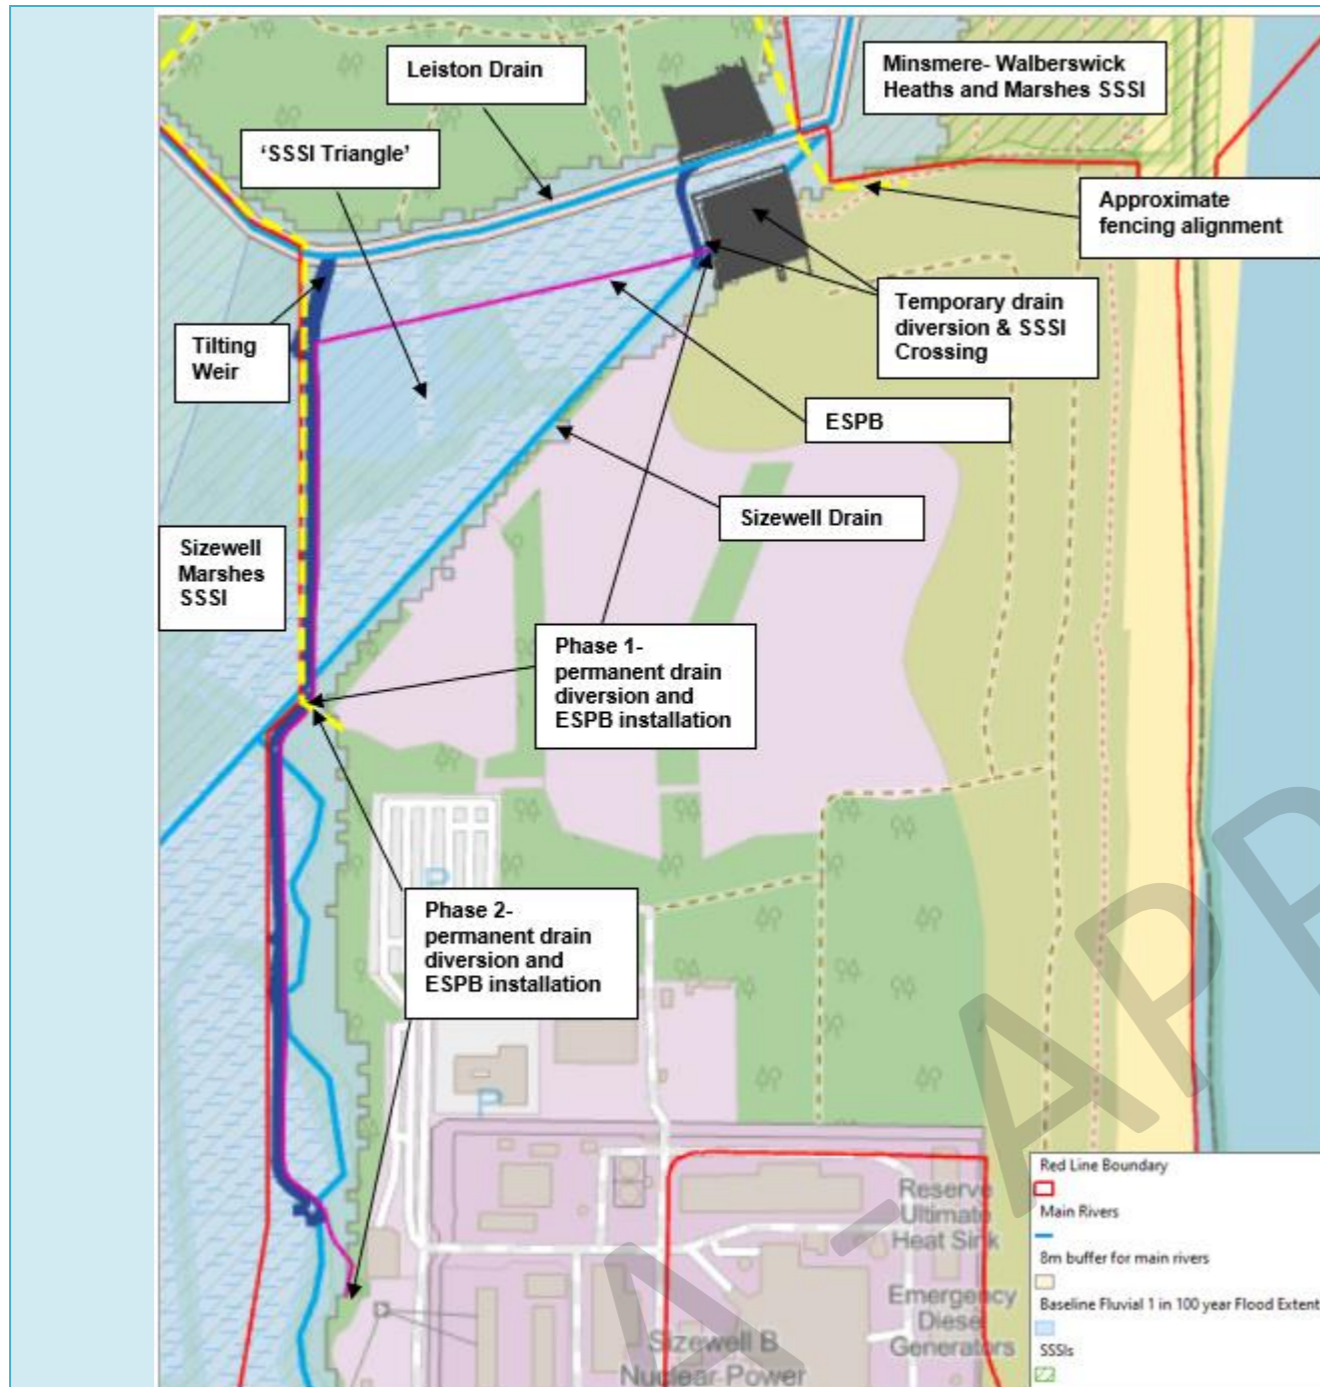 Leiston Drain
Minsmere- Walberswick
Heaths and Marshes SSSI
'SSSI Triangle'
Approximate
fencing alignment
Temporary drain
diversion & SSSI
Crossing
Tilting
Weir
ESPB
Sizewell Drain
Sizewell
Marshes
SSSI
Phase 1-
permanent drain
diversion and
ESPB installation
P
Phase 2-
permanent drain
diversion and
ESPB installation
P
Reserve
Ultimate
Heat Sink
Emergency
Diesel
Generators
Sizewell B
Nuclear Power
Red Line Boundary
Main Rivers
8m buffer for main rivers
Baseline Fluvial 1 in 100 year Flood Extent
SSSIs